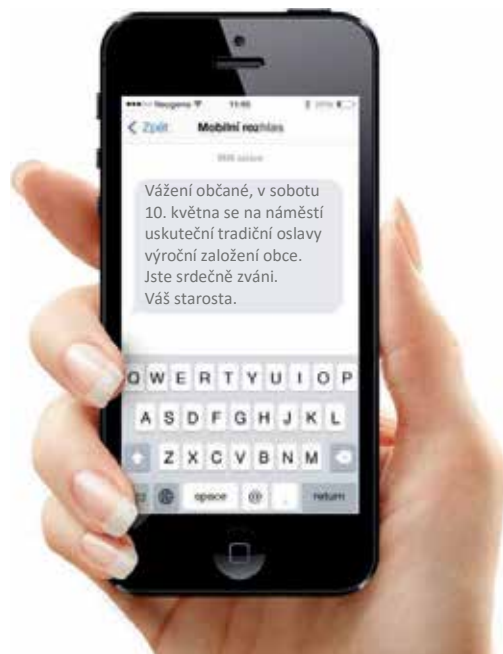 Zpět Mobilní rozhlas
Vážení občané, v sobotu
10. května se na náměstí
uskuteční tradiční oslavy
výroční založení obce.
Jste srdečně zváni.
Váš starosta.
Q W E R T Y U I O P
A S D F G H J K L
Z X C V B N M
space @ . return